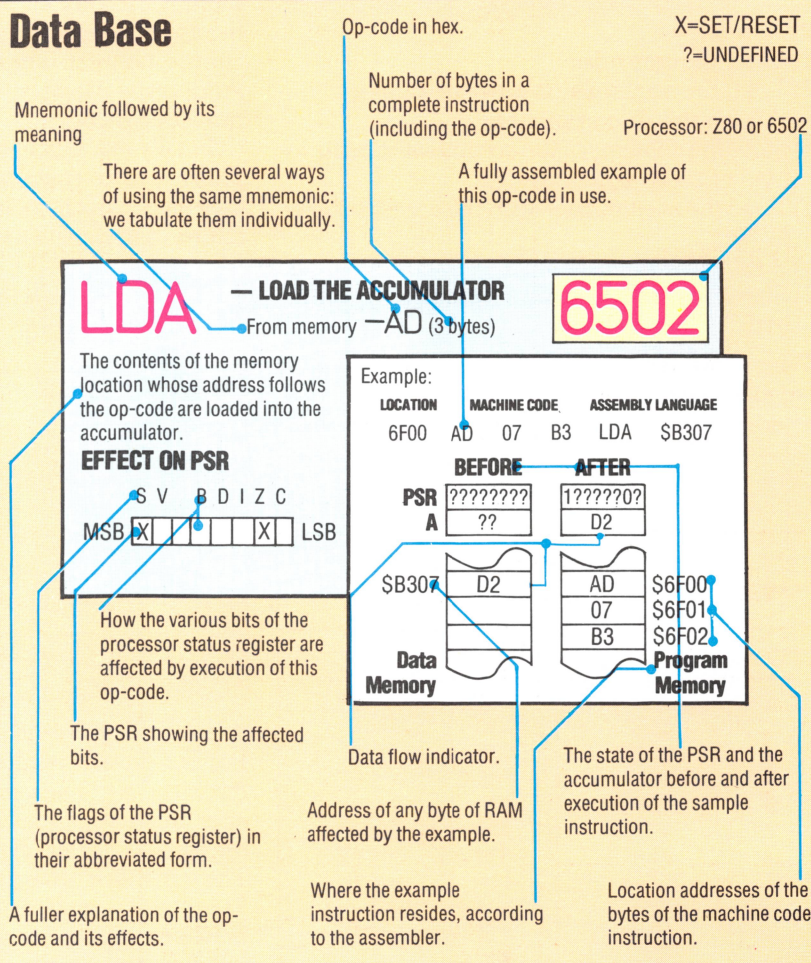 Data Base
Op-code in hex.
X=SET/RESET
?=UNDEFINED
Number of bytes in a
complete instruction
(including the op-code).
Mnemonic followed by its
meaning
Processor: Z80 or 6502
There are often several ways
of using the same mnemonic:
we tabulate them individually.
A fully assembled example of
this op-code in use.
LDA — LOAD THE ACCUMULATOR
From memory —AD (3 bytes)
6502
The contents of the memory
location whose address follows
the op-code are loaded into the
accumulator.
EFFECT ON PSR
S V B D I Z C
MSB X X LSB
Example:
LOCATION MACHINE CODE ASSEMBLY LANGUAGE
6F00 AD 07 B3 LDA $B307
BEFORE AFTER
PSR ???????? 1?????0?
A ?? D2
$B307 D2 AD $6F00
07 $6F01
B3 $6F02
Data
Memory
Program
Memory
How the various bits of the
processor status register are
affected by execution of this
op-code.
The PSR showing the affected
bits.
Data flow indicator.
The state of the PSR and the
accumulator before and after
execution of the sample
instruction.
The flags of the PSR
(processor status register) in
their abbreviated form.
Address of any byte of RAM
affected by the example.
A fuller explanation of the op-
code and its effects.
Where the example
instruction resides, according
to the assembler.
Location addresses of the
bytes of the machine code
instruction.